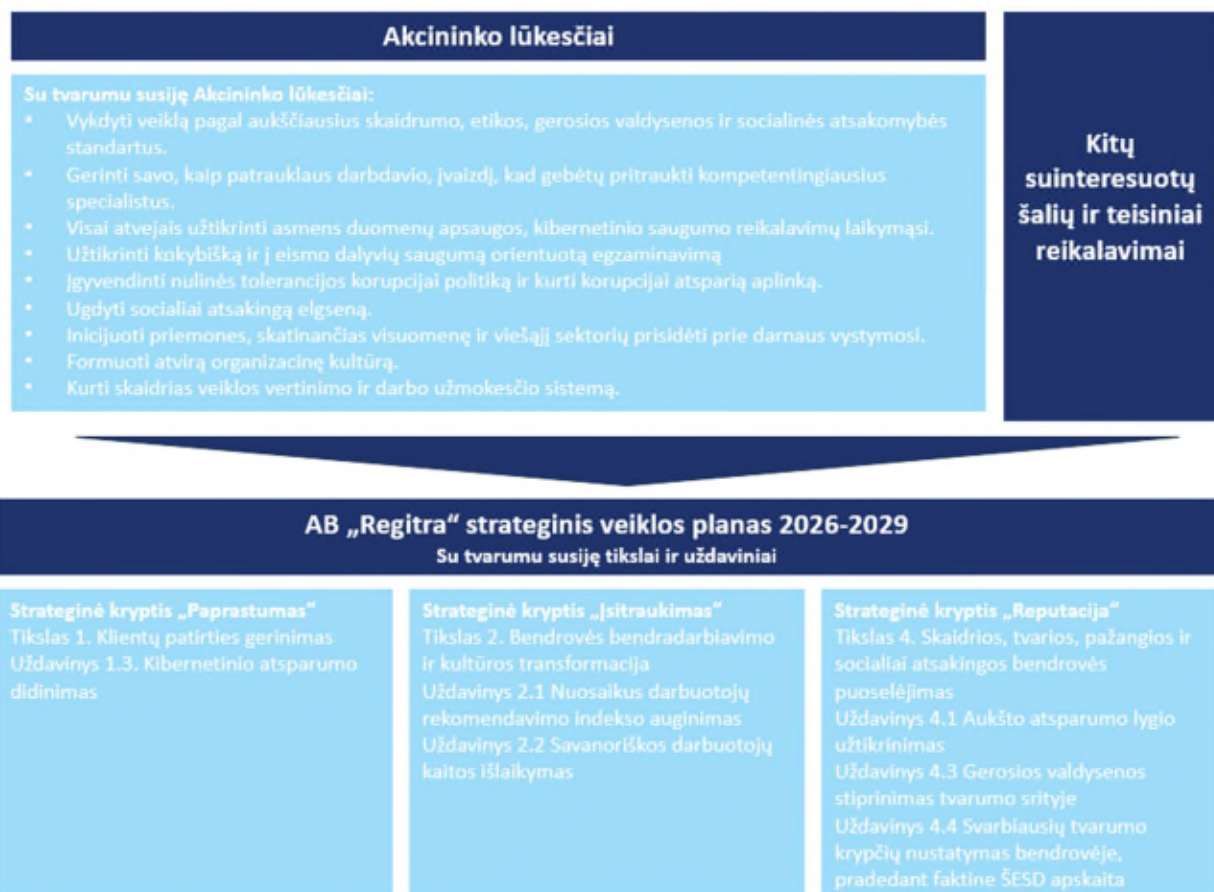 Akcininko lūkesčiai
Su tvarumu susiję Akcininko lūkesčiai:
• Vykdyti veiklą pagal aukščiausius skaidrumo, etikos, gerosios valdysenos ir socialinės atsakomybės
standartus.
• Gerinti savo, kaip patrauklaus darbdavio, įvaizdį, kad gebėtų pritraukti kompetentingiausius
specialistus.
• Visai atvejais užtikrinti asmens duomenų apsaugos, kibernetinio saugumo reikalavimų laikymąsi.
• Užtikrinti kokybišką ir į eismo dalyvių saugumą orientuotą egzaminavimą
• Įgyvendinti nulinės tolerancijos korupcijai politiką ir kurti korupcijai atsparią aplinką.
• Ugdyti socialiai atsakingą elgseną.
• Inicijuoti priemones, skatinančias visuomenę ir viešąjį sektorių prisidėti prie darnaus vystymosi.
• Formuoti atvirą organizacinę kultūrą.
• Kurti skaidrias veiklos vertinimo ir darbo užmokesčio sistemą.
Kitų
suinteresuotų
šalių ir teisiniai
reikalavimai
AB „Regitra“ strateginis veiklos planas 2026-2029
Su tvarumu susiję tikslai ir uždaviniai
Strateginė kryptis „Paprastumas“
Tikslas 1. Klientų patirties gerinimas
Uždavinys 1.3. Kibernetinio atsparumo
didinimas
Strateginė kryptis „Įsitraukimas“
Tikslas 2. Bendrovės bendradarbiavimo
ir kultūros transformacija
Uždavinys 2.1 Nuosaikus darbuotojų
rekomendavimo indekso auginimas
Uždavinys 2.2 Savanoriškos darbuotojų
kaitos išlaikymas
Strateginė kryptis „Reputacija“
Tikslas 4. Skaidrios, tvarios, pažangios ir
socialiai atsakingos bendrovės
puoselėjimas
Uždavinys 4.1 Aukšto atsparumo lygio
užtikrinimas
Uždavinys 4.3 Gerosios valdysenos
stiprinimas tvarumo srityje
Uždavinys 4.4 Svarbiausių tvarumo
krypčių nustatymas bendrovėje,
pradedant faktine ŠESD apskaita